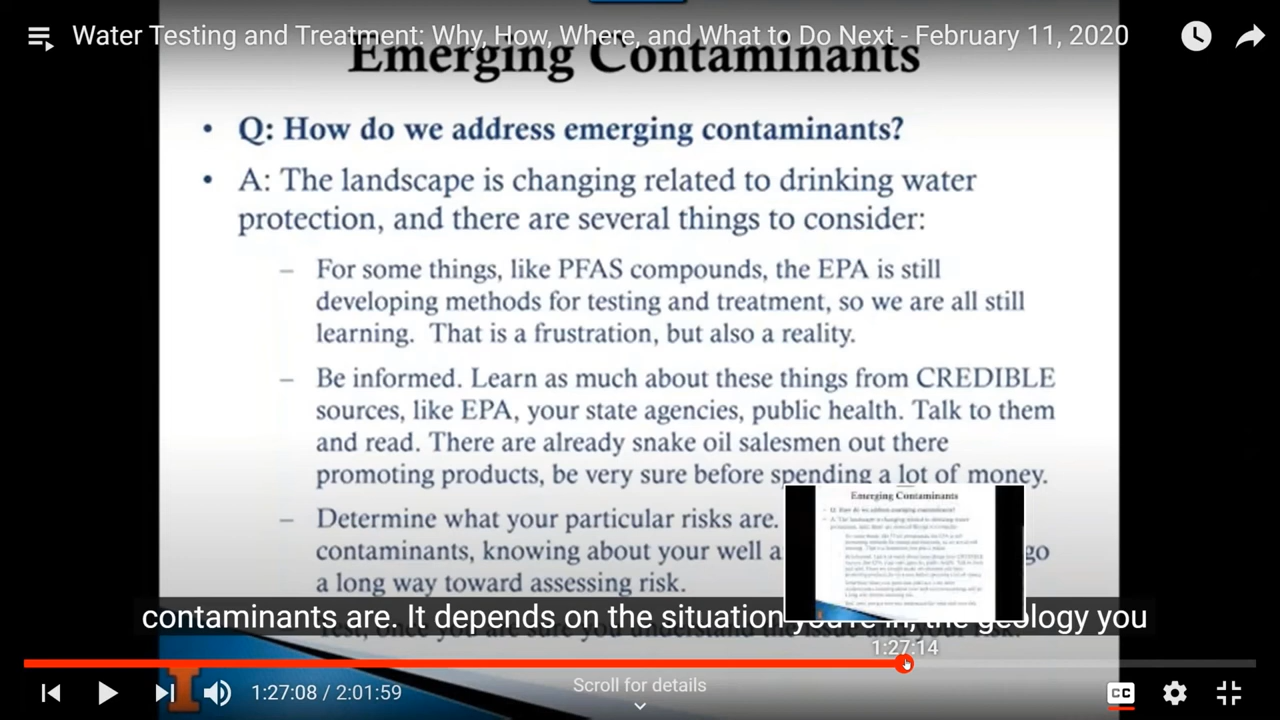 Water Testing and Treatment: Why, How, Where, and What to Do Next - February 11, 2020
Emerging Contaminants
• Q: How do we address emerging contaminants?
• A: The landscape is changing related to drinking water
protection, and there are several things to consider:
– For some things, like PFAS compounds, the EPA is still
developing methods for testing and treatment, so we are all still
learning. That is a frustration, but also a reality.
– Be informed. Learn as much about these things from CREDIBLE
sources, like EPA, your state agencies, public health. Talk to them
and read. There are already snake oil salesmen out there
promoting products, be very sure before spending a lot of money.
– Determine what your particular risks are.
contaminants, knowing about your well a go
a long way toward assessing risk.
Emerging Contaminants
contaminants are. It depends on the situation you're in, the geology you
1:27:14
1:27:08 / 2:01:59
Scroll for details
CC